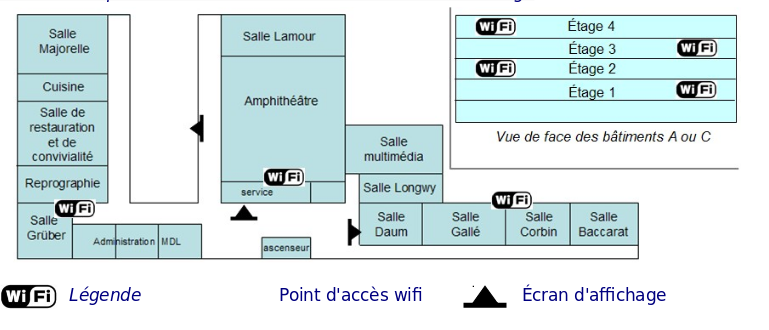 Salle
Majorelle
Cuisine
Salle de
restauration
et de
convivialité
Reprographie
WiFi
Salle
Grüber
Administration
MDL
Salle Lamour
Amphithéâtre
WiFi
service
ascenseur
Salle
multimédia
Salle Longwy
WiFi
Salle
Daum
Salle
Gallé
Salle
Corbin
Salle
Baccarat
WiFi Étage 4
Étage 3 WiFi
WiFi Étage 2
Étage 1 WiFi
Vue de face des bâtiments A ou C
WiFi Légende Point d'accès wifi Écran d'affichage